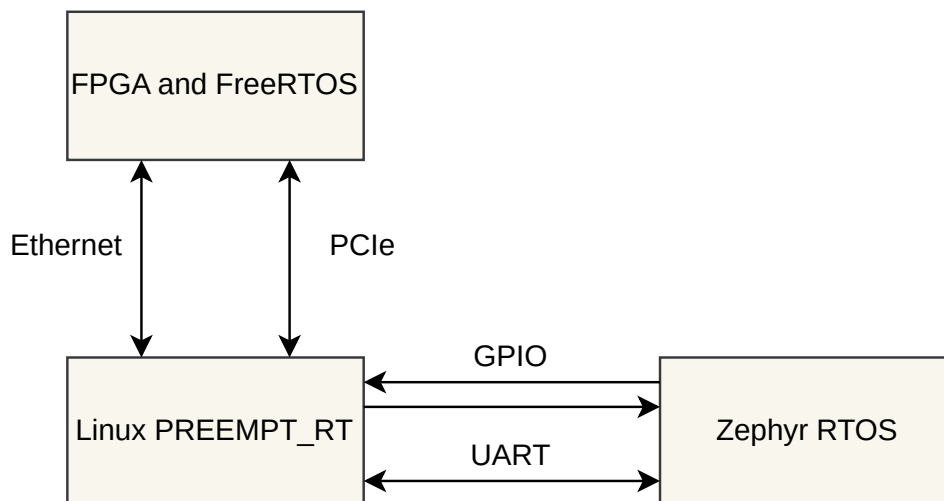 FPGA and FreeRTOS
Ethernet
PCIe
GPIO
Linux PREEMPT_RT
Zephyr RTOS
UART